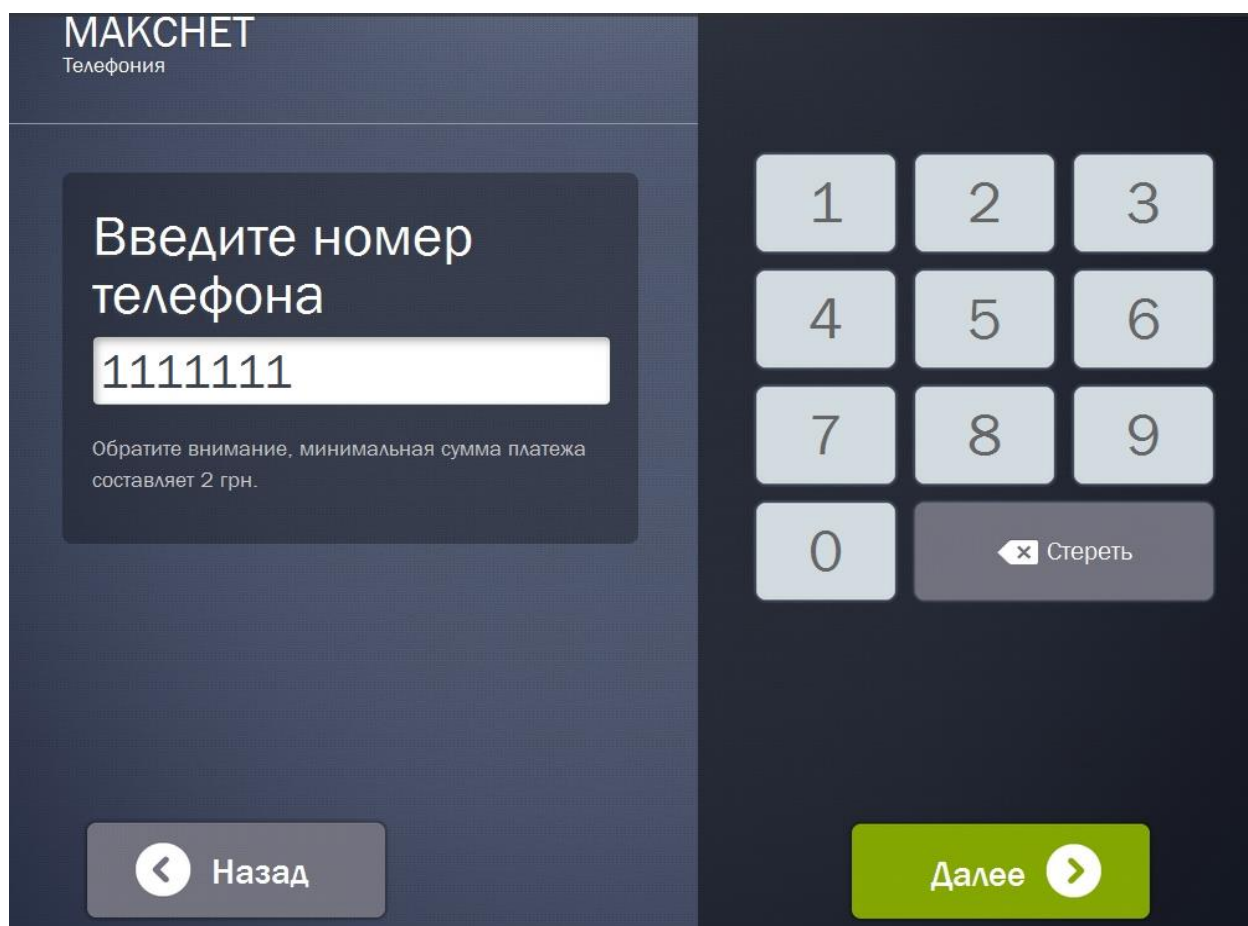 МАКСНЕТ
Телефония
Введите номер
телефона
1111111
Обратите внимание, минимальная сумма платежа
составляет 2 грн.
1 2 3
4 5 6
7 8 9
0 Стереть
Назад Далее